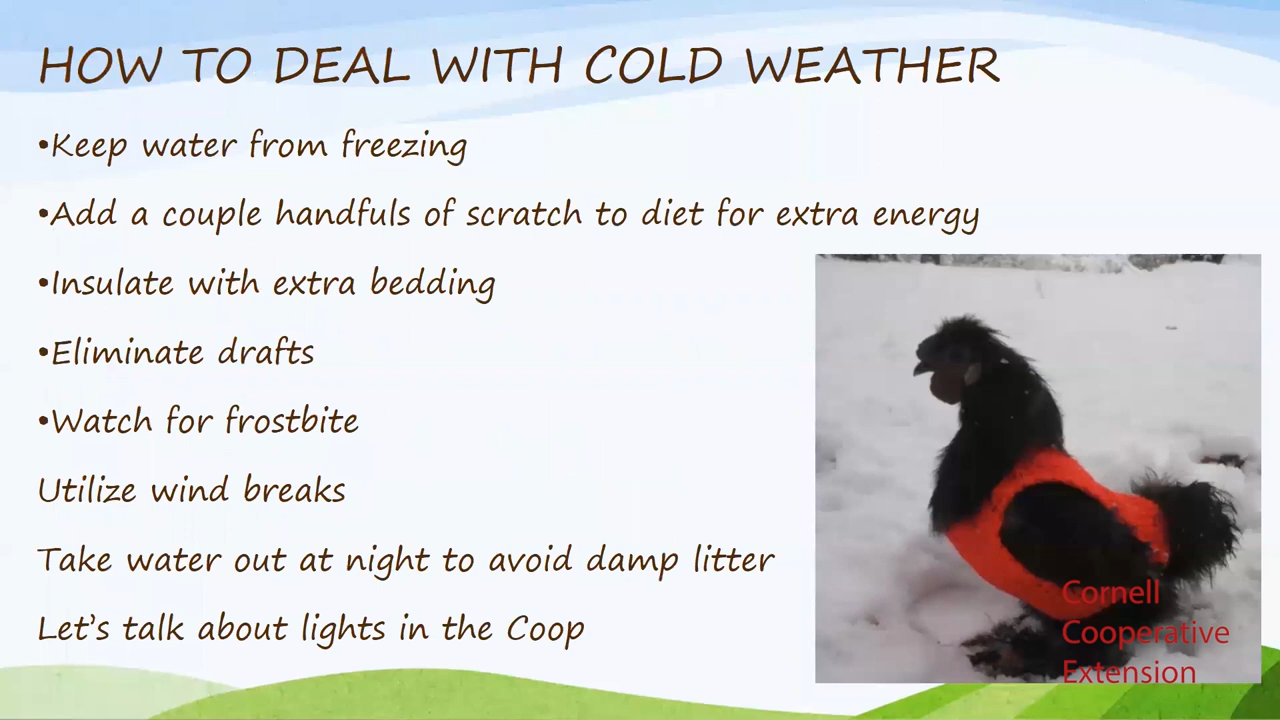 HOW TO DEAL WITH COLD WEATHER
•Keep water from freezing
•Add a couple handfuls of scratch to diet for extra energy
•Insulate with extra bedding
•Eliminate drafts
•Watch for frostbite
Utilize wind breaks
Take water out at night to avoid damp litter
Let’s talk about lights in the Coop
Cornell
Cooperative
Extension